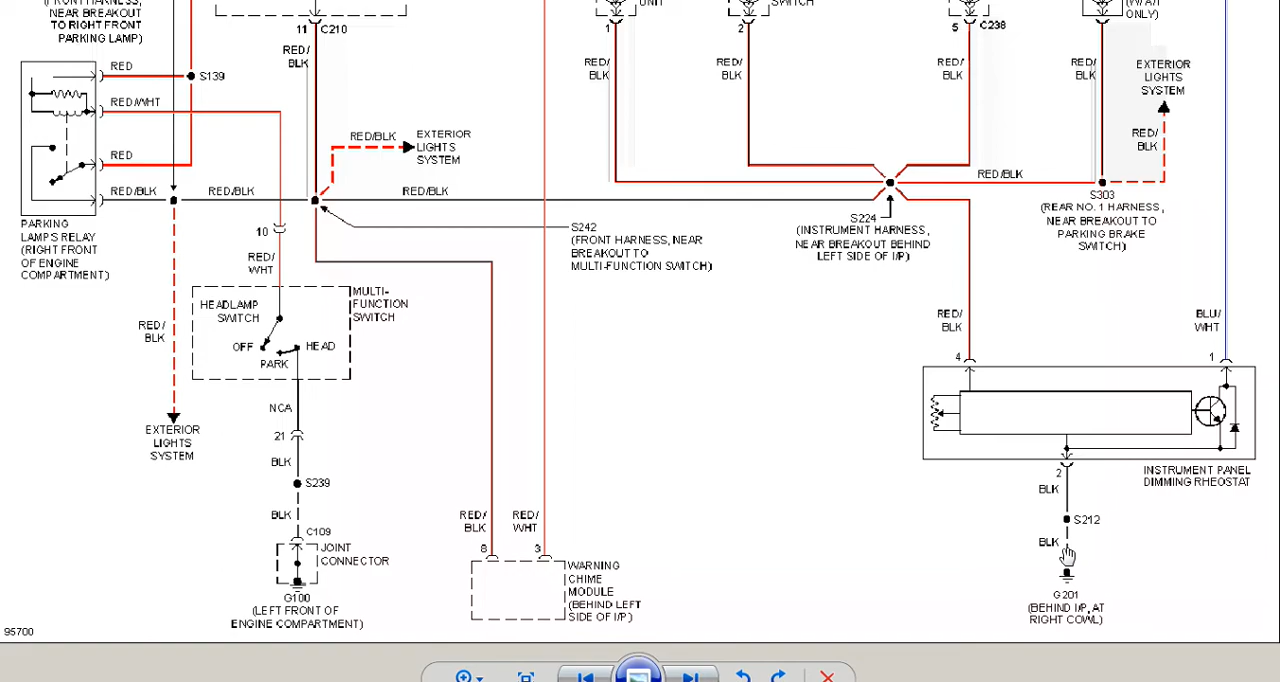 (FRONT HARNESS,
NEAR BREAKOUT
TO RIGHT FRONT
PARKING LAMP)
11
C210
RED/
BLK
1
UNIT
RED/
BLK
2
SWITCH
RED/
BLK
5
C238
RED/
BLK
(W/A/T
ONLY)
RED/
BLK
EXTERIOR
LIGHTS
SYSTEM
RED/
BLK
RED
S139
RED/WHT
RED
RED/BLK
RED/BLK
RED/BLK
EXTERIOR
LIGHTS
SYSTEM
RED/BLK
RED/BLK
PARKING
LAMPS RELAY
(RIGHT FRONT
OF ENGINE
COMPARTMENT)
10
RED/
WHT
S242
(FRONT HARNESS, NEAR
BREAKOUT TO
MULTI-FUNCTION SWITCH)
S224
(INSTRUMENT HARNESS,
NEAR BREAKOUT BEHIND
LEFT SIDE OF I/P)
S303
(REAR NO. 1 HARNESS,
NEAR BREAKOUT TO
PARKING BRAKE
SWITCH)
HEADLAMP
SWITCH
OFF
PARK
HEAD
MULTI-
FUNCTION
SWITCH
RED/
BLK
EXTERIOR
LIGHTS
SYSTEM
NCA
21
BLK
S239
BLK
C109
JOINT
CONNECTOR
G100
(LEFT FRONT OF
ENGINE COMPARTMENT)
RED/
BLK
8
RED/
WHT
3
WARNING
CHIME
MODULE
(BEHIND LEFT
SIDE OF I/P)
RED/
BLK
4
BLU/
WHT
1
INSTRUMENT PANEL
DIMMING RHEOSTAT
2
BLK
S212
BLK
G201
(BEHIND I/P, AT
RIGHT COWL)
95700